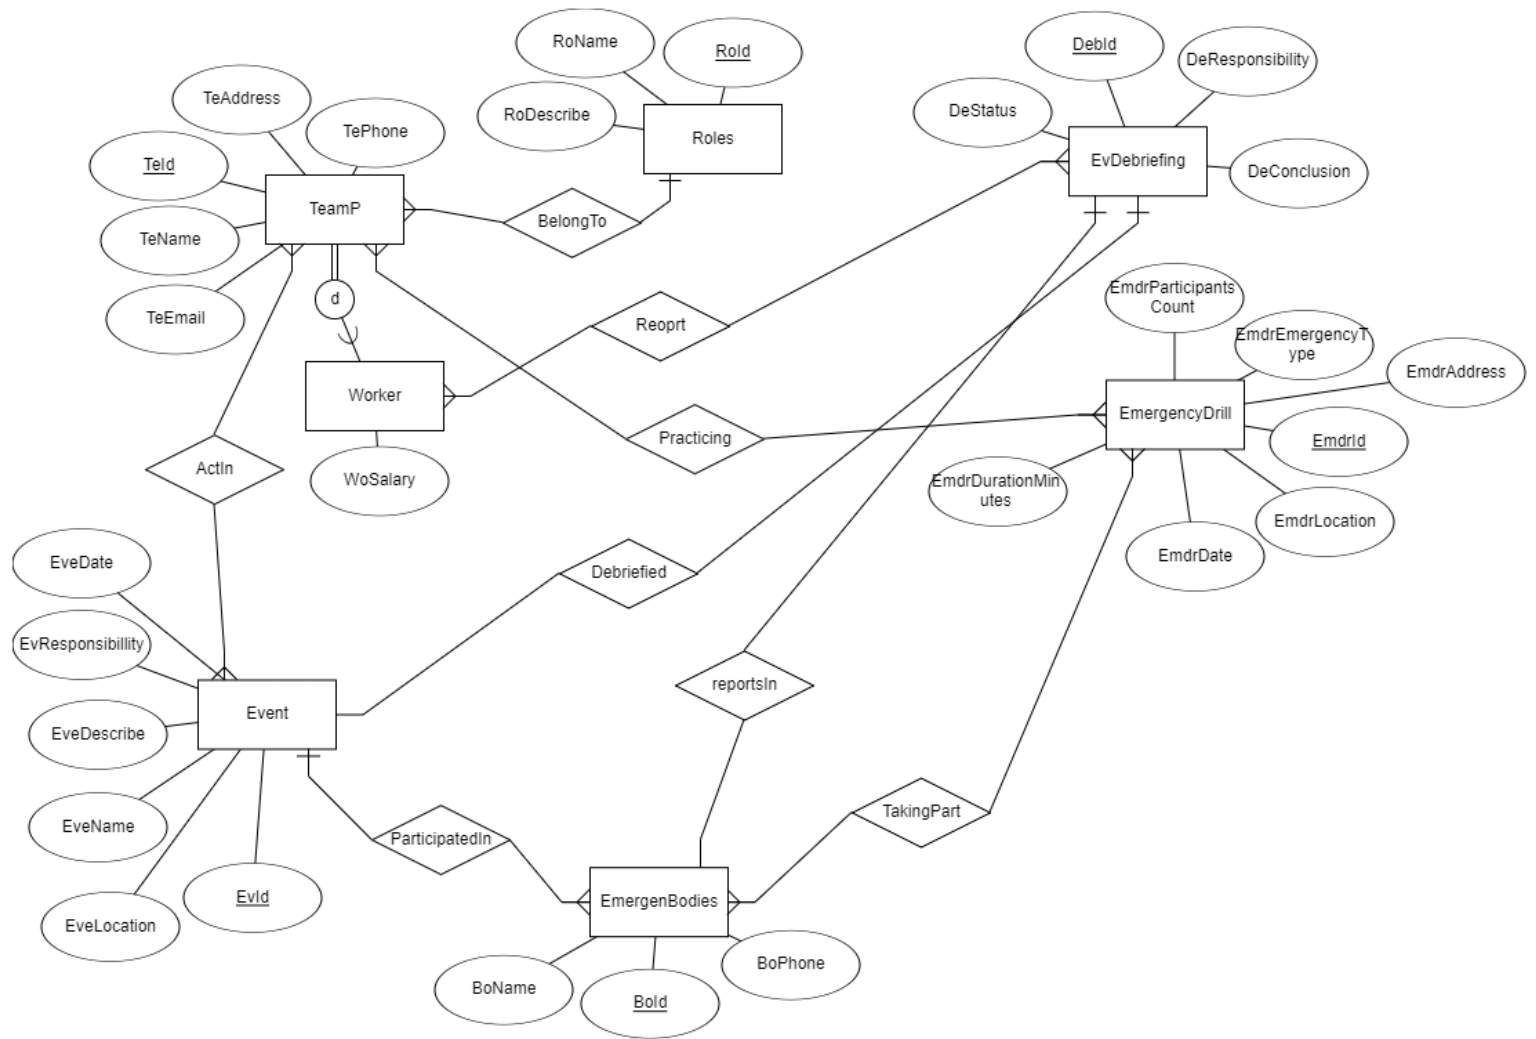 RoName
RoId
DebId
DeResponsibility
TeAddress
TePhone
RoDescribe
Roles
DeStatus
EvDebriefing
DeConclusion
TeId
TeamP
BelongTo
TeName
TeEmail
d
Reoprt
EmdrParticipants
Count
EmdrEmergencyT
ype
EmdrAddress
Worker
EmergencyDrill
EmdrId
Practicing
ActIn
WoSalary
EmdrDurationMin
utes
EmdrLocation
EmdrDate
EveDate
Debriefied
EvResponsibillity
reportsIn
Event
EveDescribe
TakingPart
EveName
ParticipatedIn
EvId
EmergenBodies
EveLocation
BoPhone
BoName
BoId